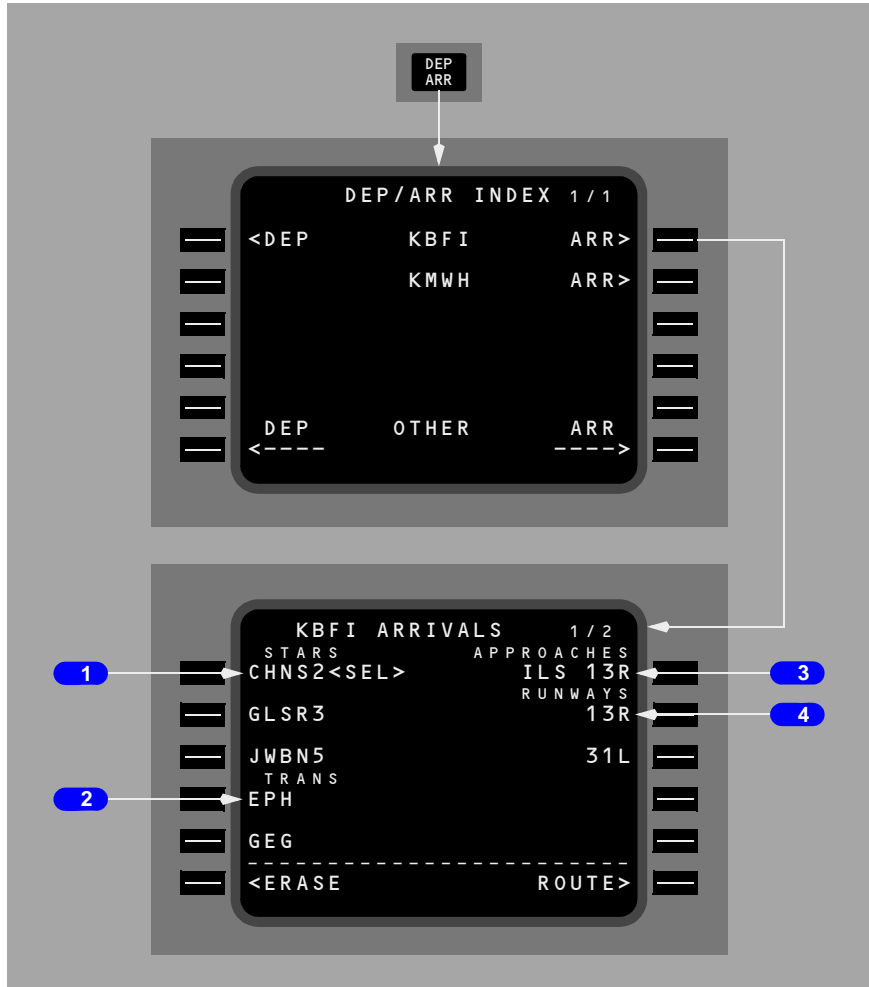 DEP
ARR
DEP/ARR INDEX 1/1
<DEP KBFI ARR>
KMWH ARR>
DEP OTHER ARR
<---- ---->
KBFI ARRIVALS 1/2
STARS APPROACHES
1 CHNS2<SEL> ILS 13R 3
RUNWAYS
GLSR3 13R 4
JWBN5 31L
TRANS
2 EPH
GEG
------------------------
<ERASE ROUTE>